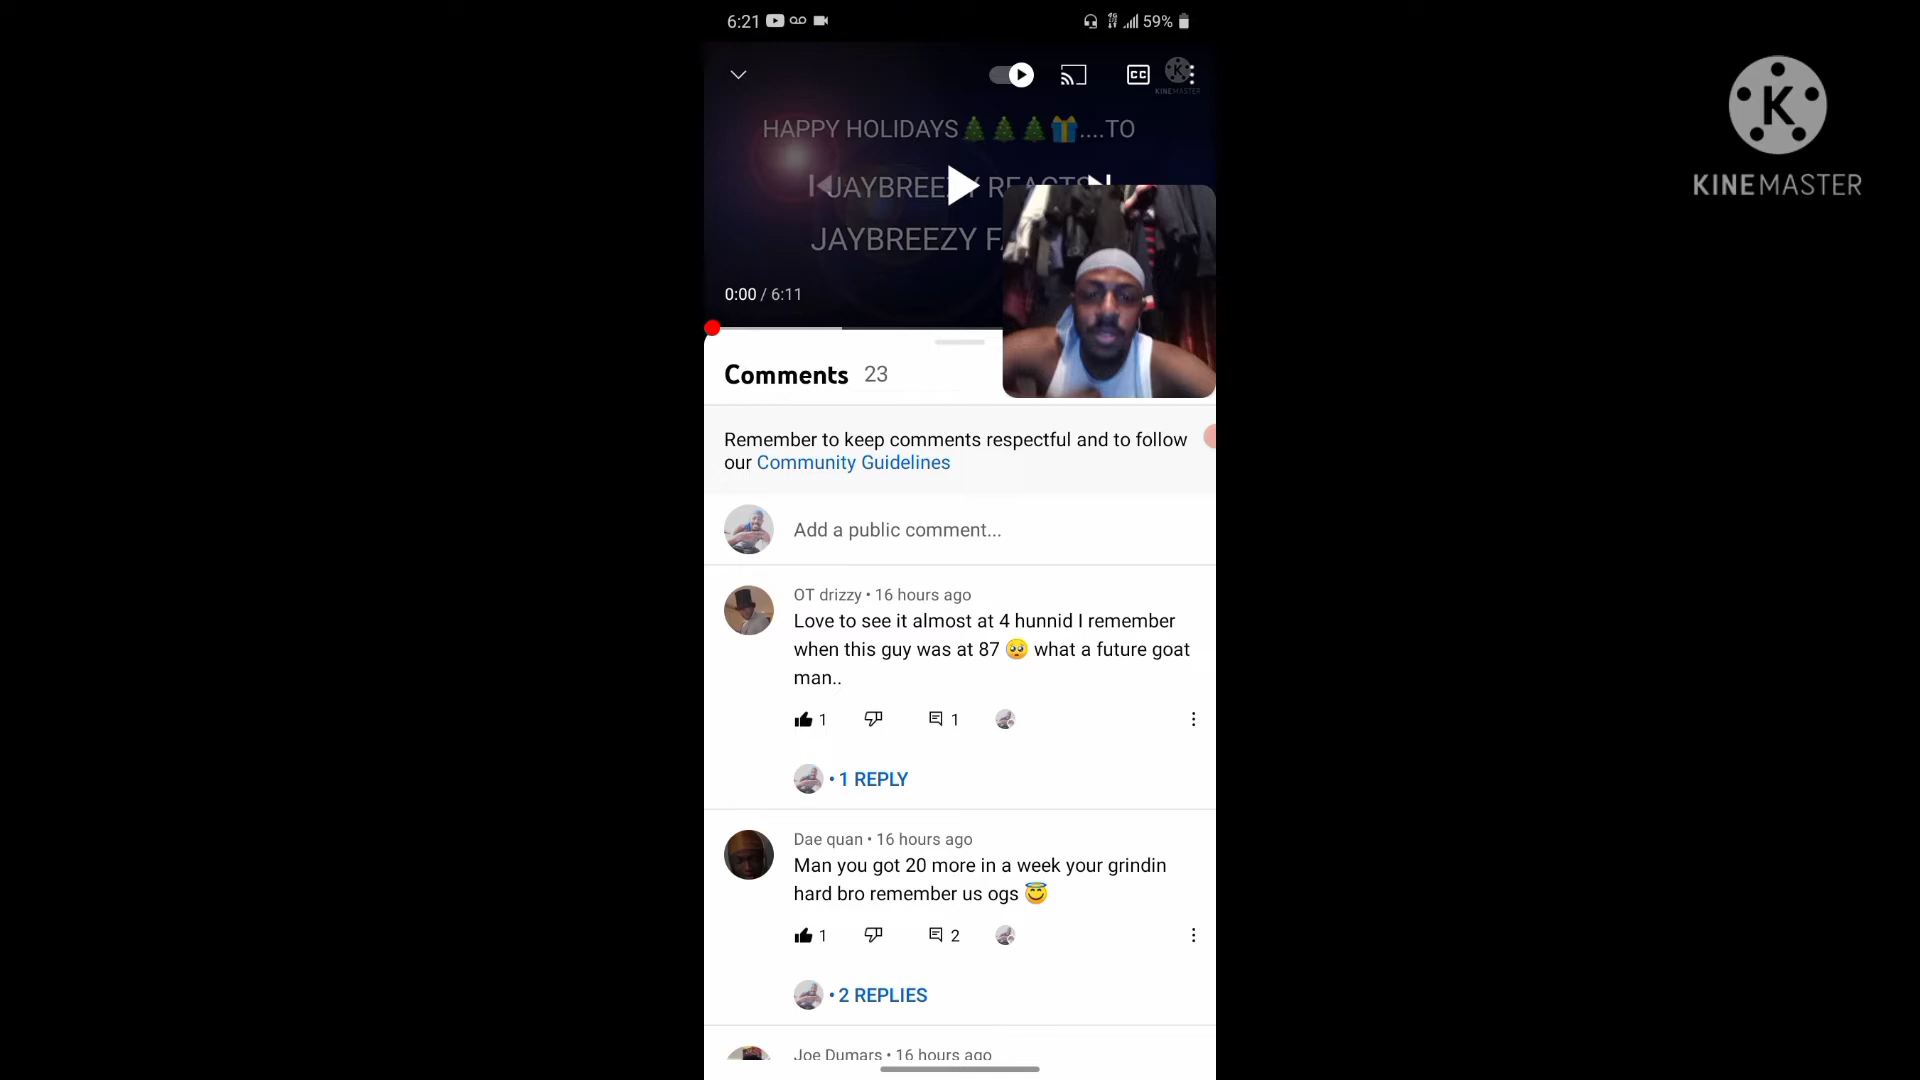 6:21
59%
CC
KINEMASTER
HAPPY HOLIDAYS🎄🎄🎄🎁....TO
JAYBREEZY REACTS
JAYBREEZY
0:00 / 6:11
K
KINEMASTER
Comments 23
Remember to keep comments respectful and to follow
our Community Guidelines
Add a public comment...
OT drizzy • 16 hours ago
Love to see it almost at 4 hunnid I remember
when this guy was at 87 🥺 what a future goat
man..
1
1
• 1 REPLY
Dae quan • 16 hours ago
Man you got 20 more in a week your grindin
hard bro remember us ogs 😇
1
2
• 2 REPLIES
Joe Dumars • 16 hours ago